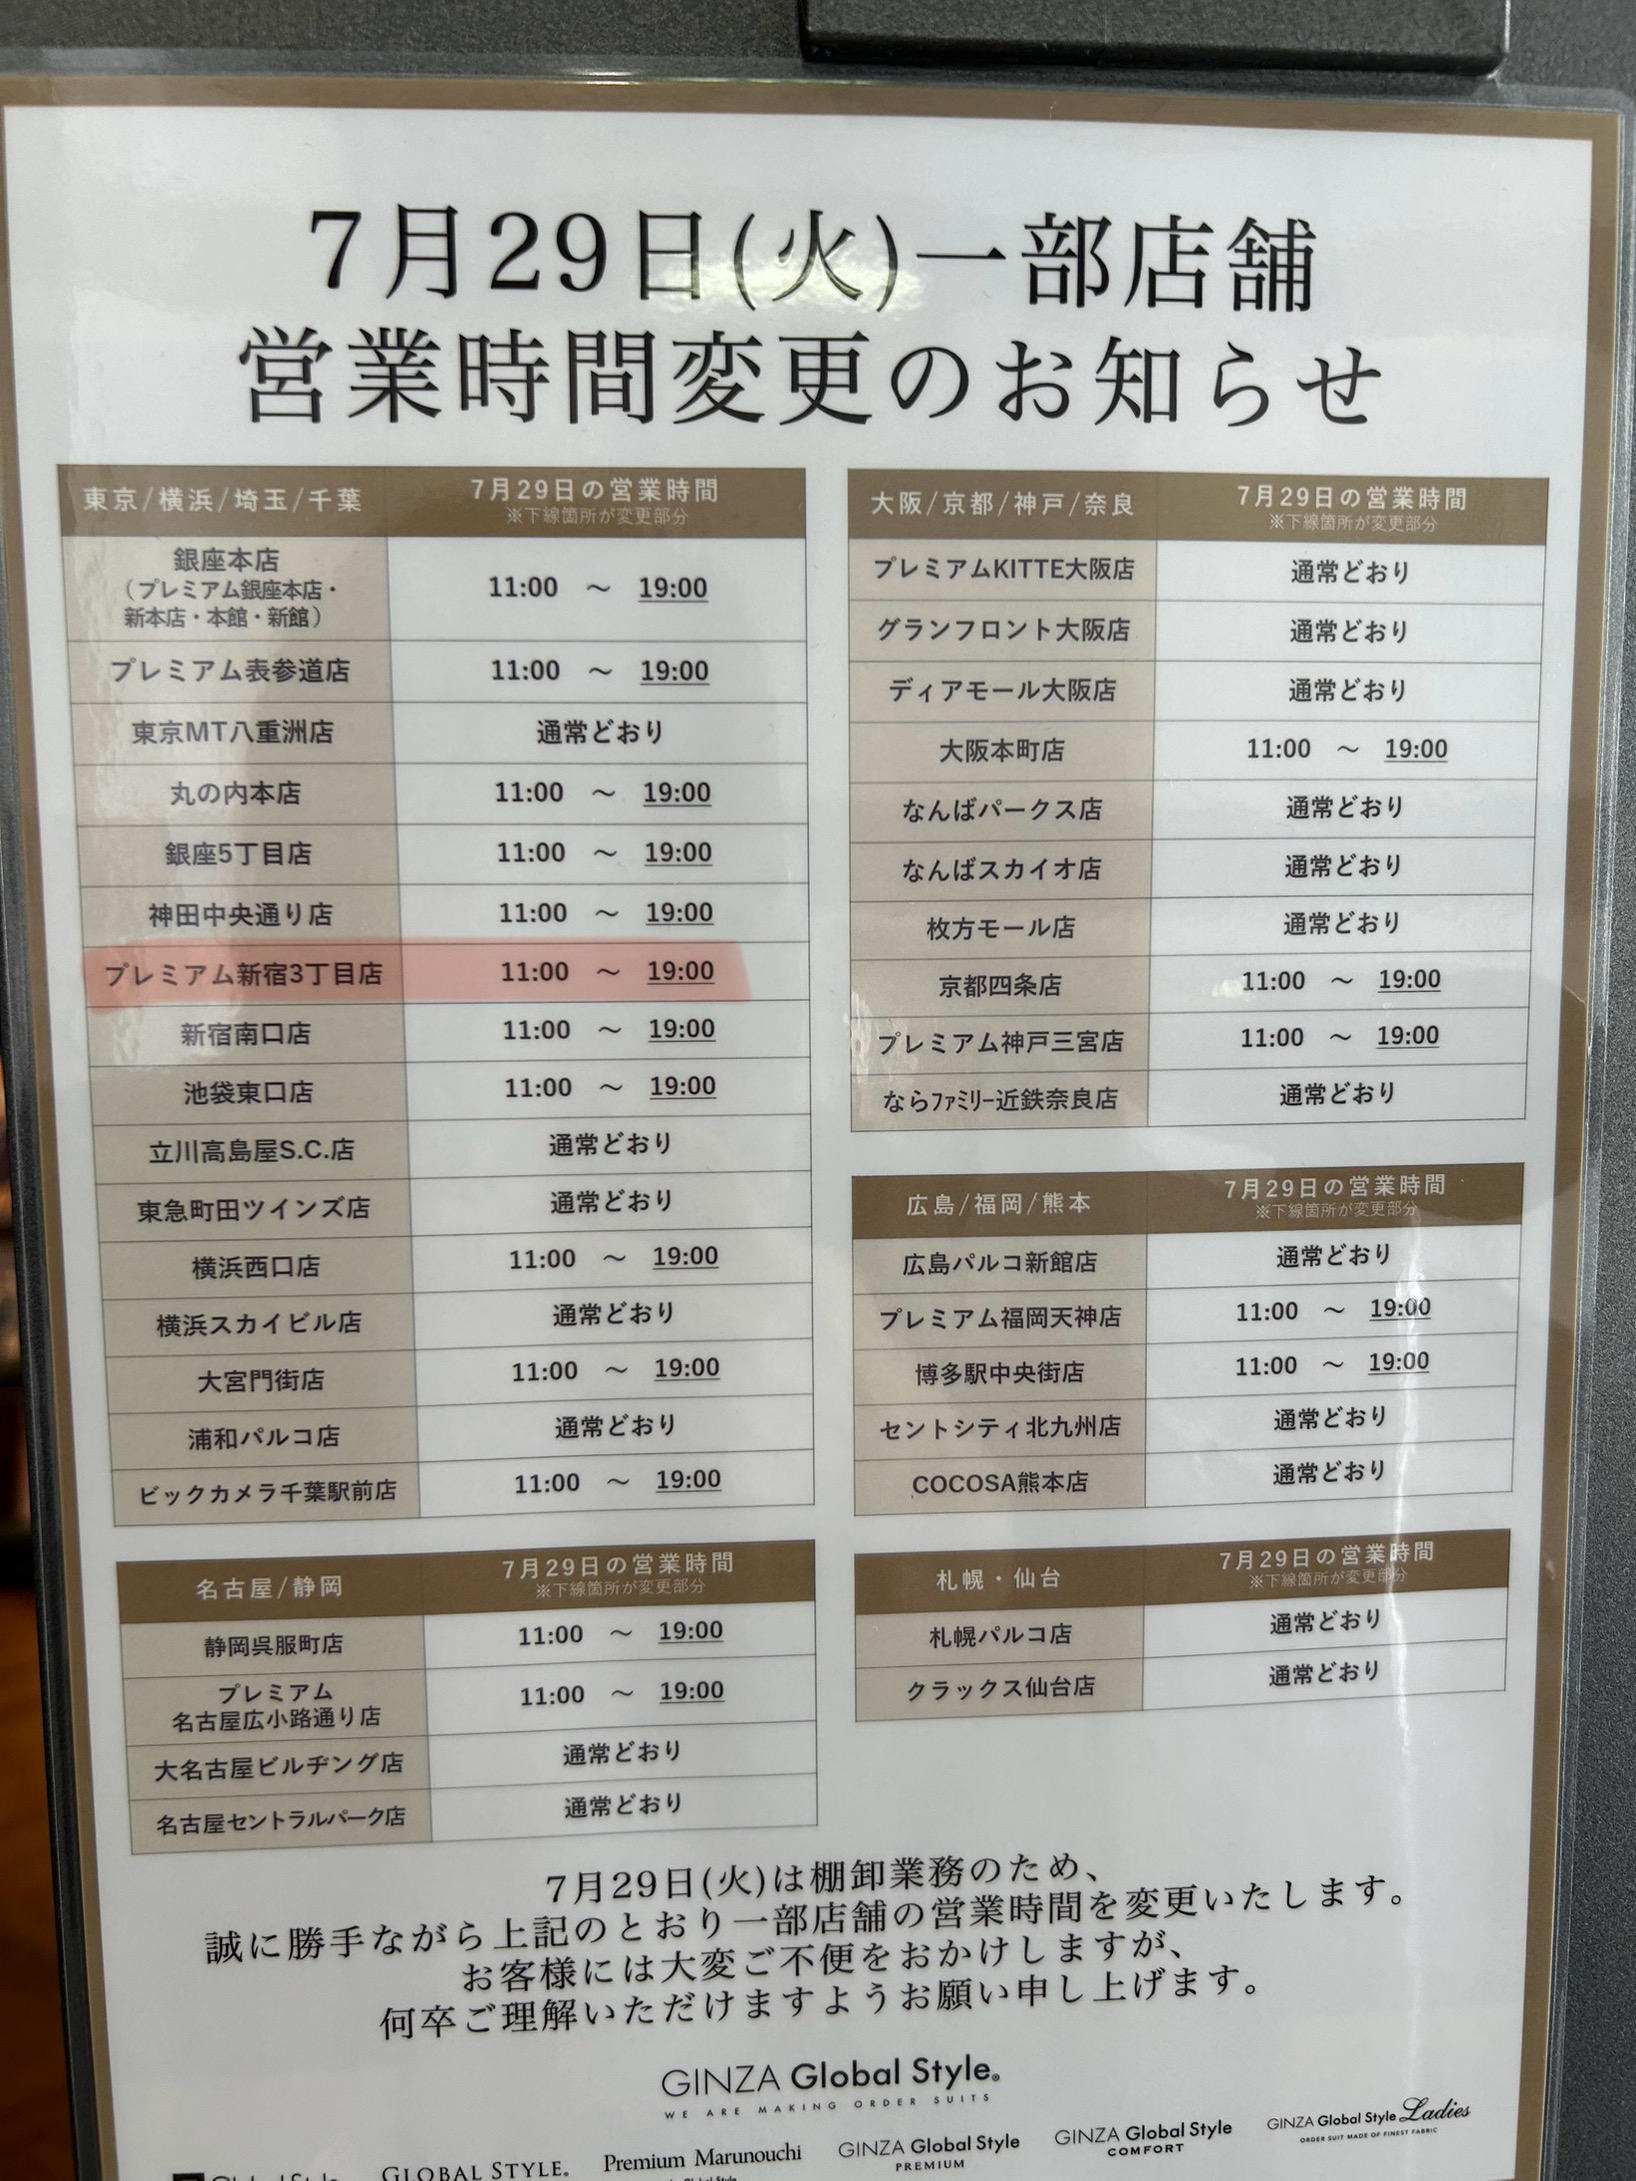 7月29日(火)一部店舗
営業時間変更のお知らせ
東京/横浜/埼玉/千葉 7月29日の営業時間
※下線箇所が変更部分
銀座本店
(プレミアム銀座本店・
新本店・本館・新館)
11:00 ～ 19:00
プレミアム表参道店 11:00 ～ 19:00
東京MT八重洲店 通常どおり
丸の内本店 11:00 ～ 19:00
銀座5丁目店 11:00 ～ 19:00
神田中央通り店 11:00 ～ 19:00
プレミアム新宿3丁目店 11:00 ～ 19:00
新宿南口店 11:00 ～ 19:00
池袋東口店 11:00 ～ 19:00
立川高島屋S.C.店 通常どおり
東急町田ツインズ店 通常どおり
横浜西口店 11:00 ～ 19:00
横浜スカイビル店 通常どおり
大宮門街店 11:00 ～ 19:00
浦和パルコ店 通常どおり
ビックカメラ千葉駅前店 11:00 ～ 19:00
名古屋/静岡 7月29日の営業時間
※下線箇所が変更部分
静岡呉服町店 11:00 ～ 19:00
プレミアム
名古屋広小路通り店 11:00 ～ 19:00
大名古屋ビルヂング店 通常どおり
名古屋セントラルパーク店 通常どおり
大阪/京都/神戸/奈良 7月29日の営業時間
※下線箇所が変更部分
プレミアムKITTE大阪店 通常どおり
グランフロント大阪店 通常どおり
ディアモール大阪店 通常どおり
大阪本町店 11:00 ～ 19:00
なんばパークス店 通常どおり
なんばスカイオ店 通常どおり
枚方モール店 通常どおり
京都四条店 11:00 ～ 19:00
プレミアム神戸三宮店 11:00 ～ 19:00
ならﾌｧﾐﾘｰ近鉄奈良店 通常どおり
広島/福岡/熊本 7月29日の営業時間
※下線箇所が変更部分
広島パルコ新館店 通常どおり
プレミアム福岡天神店 11:00 ～ 19:00
博多駅中央街店 11:00 ～ 19:00
セントシティ北九州店 通常どおり
COCOSA熊本店 通常どおり
札幌・仙台 7月29日の営業時間
※下線箇所が変更部分
札幌パルコ店 通常どおり
クラックス仙台店 通常どおり
7月29日(火)は棚卸業務のため、
誠に勝手ながら上記のとおり一部店舗の営業時間を変更いたします。
お客様には大変ご不便をおかけしますが、
何卒ご理解いただけますようお願い申し上げます。
GINZA Global Style®
WE ARE MAKING ORDER SUITS
Global Style
GLOBAL STYLE.
Premium Marunouchi
GINZA Global Style
PREMIUM
GINZA Global Style
COMFORT
GINZA Global Style Ladies
ORDER SUIT MADE OF FINEST FABRIC